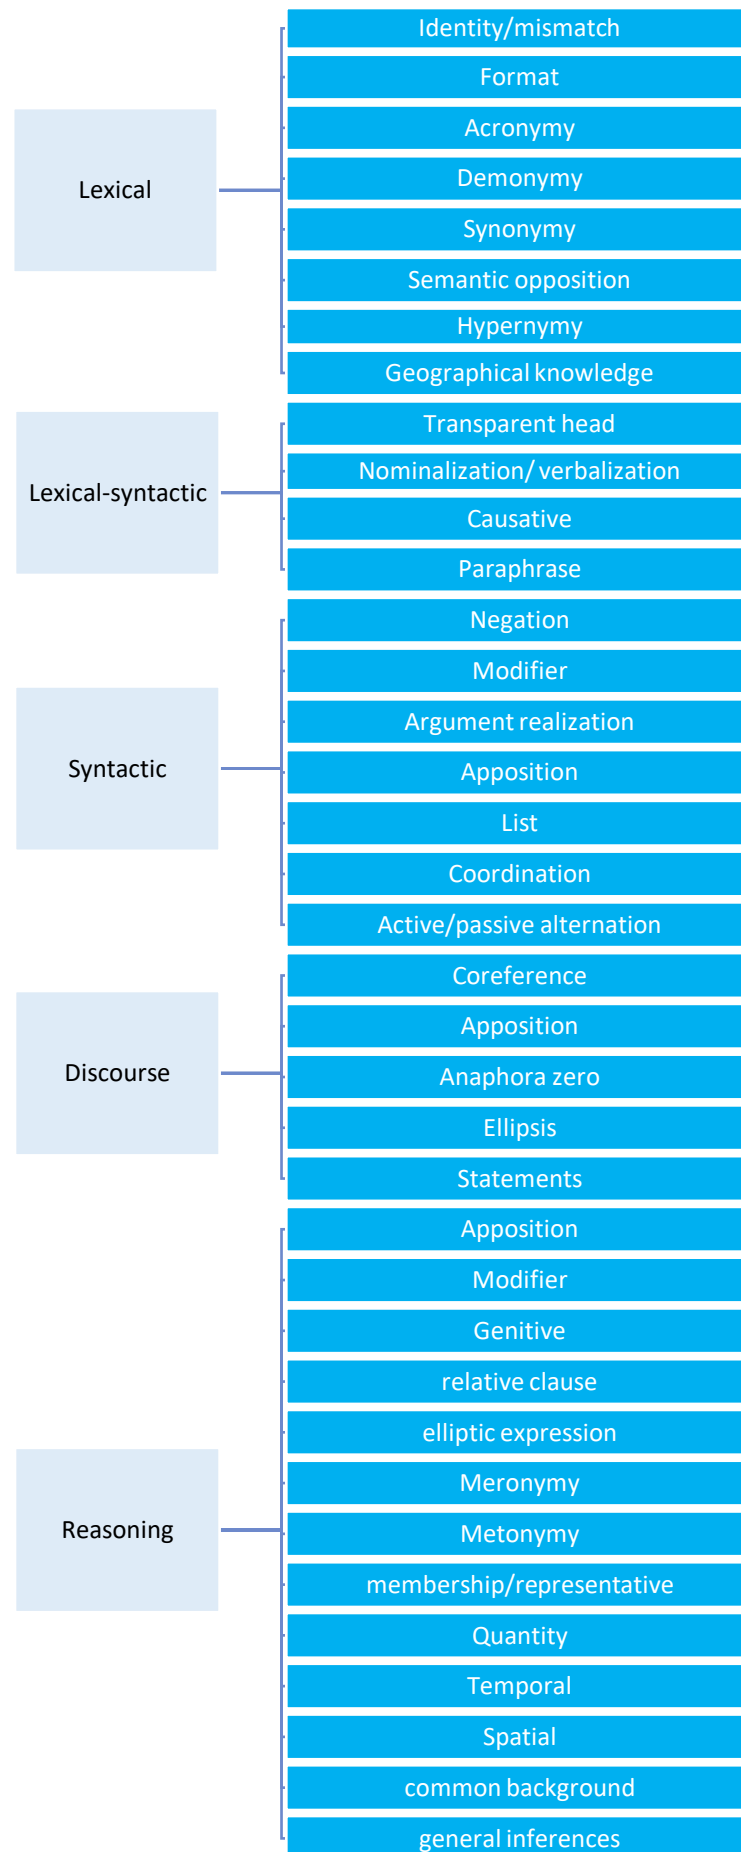 Lexical
Identity/mismatch
Format
Acronymy
Demonymy
Synonymy
Semantic opposition
Hypernymy
Geographical knowledge
Lexical-syntactic
Transparent head
Nominalization/ verbalization
Causative
Paraphrase
Syntactic
Negation
Modifier
Argument realization
Apposition
List
Coordination
Active/passive alternation
Discourse
Coreference
Apposition
Anaphora zero
Ellipsis
Statements
Reasoning
Apposition
Modifier
Genitive
relative clause
elliptic expression
Meronymy
Metonymy
membership/representative
Quantity
Temporal
Spatial
common background
general inferences